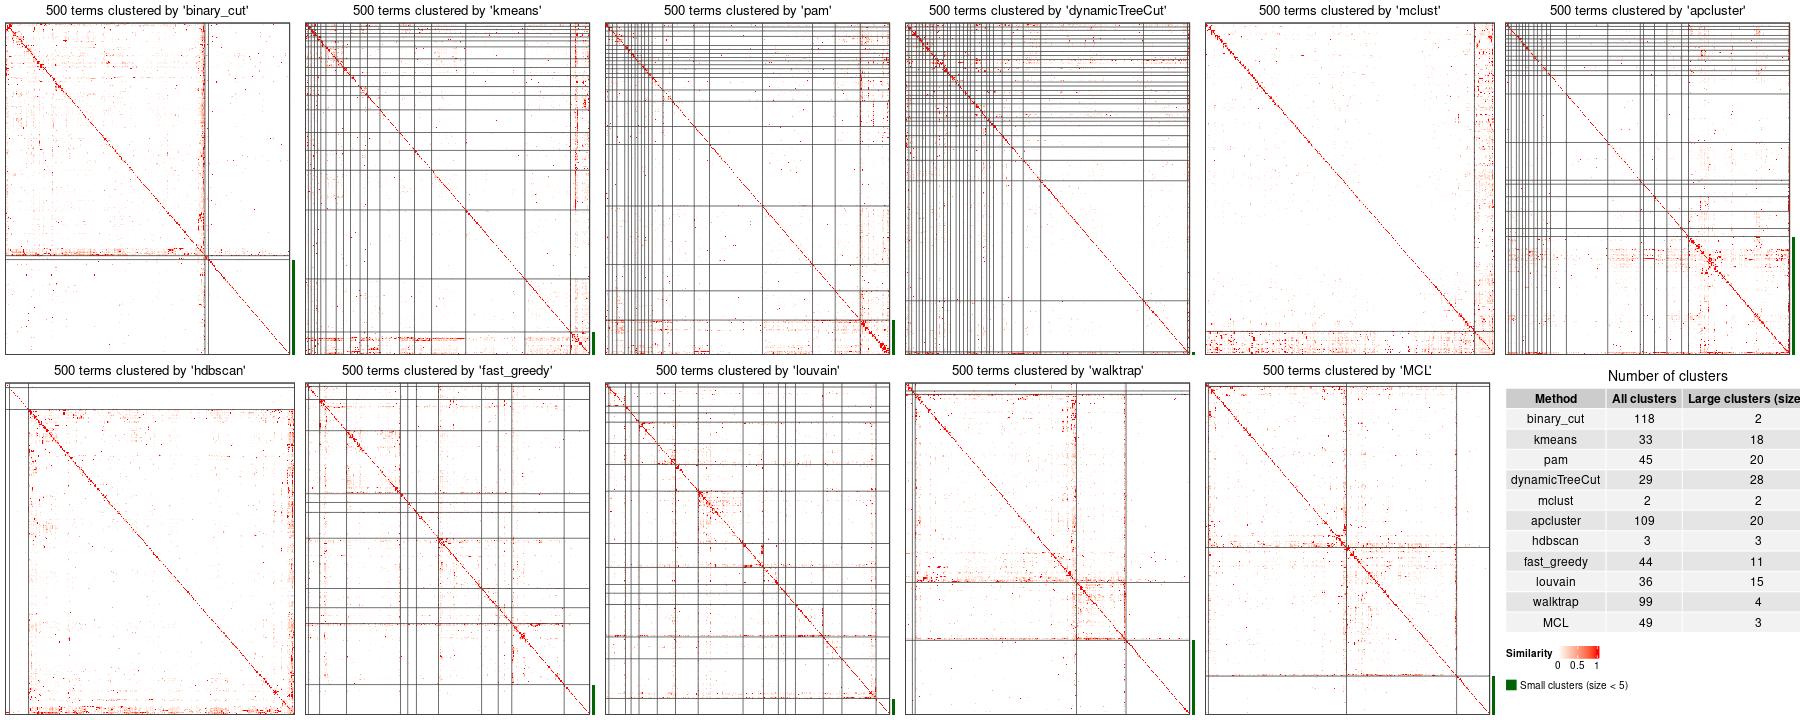 500 terms clustered by 'binary_cut'
500 terms clustered by 'kmeans'
500 terms clustered by 'pam'
500 terms clustered by 'dynamicTreeCut'
500 terms clustered by 'mclust'
500 terms clustered by 'apcluster'
500 terms clustered by 'hdbscan'
500 terms clustered by 'fast_greedy'
500 terms clustered by 'louvain'
500 terms clustered by 'walktrap'
500 terms clustered by 'MCL'
Number of clusters
Method All clusters Large clusters (size
binary_cut 118 2
kmeans 33 18
pam 45 20
dynamicTreeCut 29 28
mclust 2 2
apcluster 109 20
hdbscan 3 3
fast_greedy 44 11
louvain 36 15
walktrap 99 4
MCL 49 3
Similarity
0 0.5 1
Small clusters (size < 5)